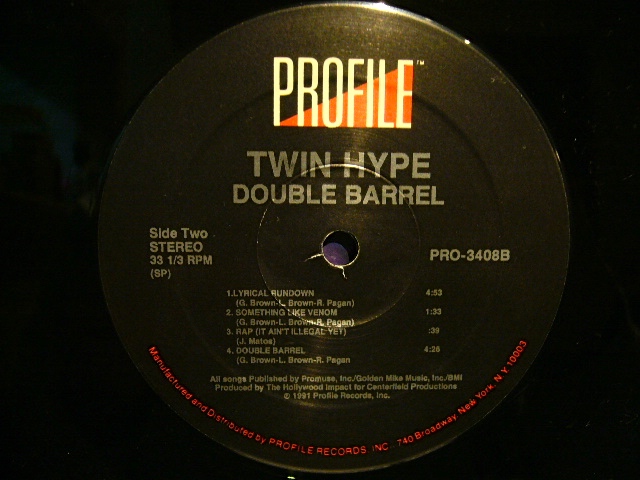 PROFILE™
TWIN HYPE
DOUBLE BARREL
Side Two
STEREO
33 1/3 RPM
(SP)
PRO-3408B
1.LYRICAL RUNDOWN 4:53
(G. Brown-L. Brown-R. Pagan)
2. SOMETHING LIKE VENOM 1:33
(G. Brown-L. Brown-R. Pagan)
3. RAP (IT AIN'T ILLEGAL YET) :39
(J. Matos)
4. DOUBLE BARREL 4:26
(G. Brown-L. Brown-R. Pagan
All songs Published by Promuse, Inc./Golden Mike Music, Inc./BMI
Produced by The Hollywood Impact for Centerfield Productions
© 1991 Profile Records, Inc.
Manufactured and Distributed by PROFILE RECORDS, INC. 740 Broadway, New York, N.Y. 10003